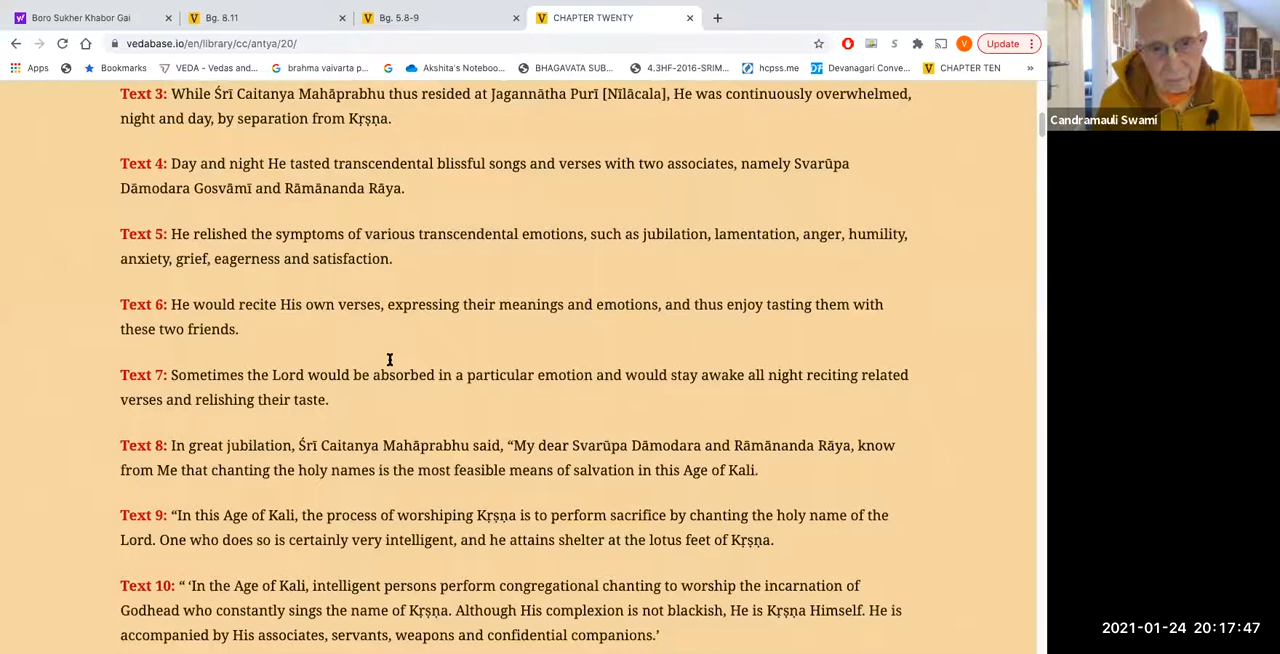 Boro Sukher Khabor Gai
Bg. 8.11
Bg. 5.8-9
CHAPTER TWENTY
vedabase.io/en/library/cc/antya/20/
Update
Apps
Bookmarks
VEDA - Vedas and...
brahma vaivarta p...
Akshita's Noteboo...
BHAGAVATA SUB...
4.3HF-2016-SRIM...
hcpss.me
Devanagari Conve...
CHAPTER TEN
»
Text 3: While Śrī Caitanya Mahāprabhu thus resided at Jagannātha Purī [Nīlācala], He was continuously overwhelmed,
night and day, by separation from Kṛṣṇa.
Text 4: Day and night He tasted transcendental blissful songs and verses with two associates, namely Svarūpa
Dāmodara Gosvāmī and Rāmānanda Rāya.
Text 5: He relished the symptoms of various transcendental emotions, such as jubilation, lamentation, anger, humility,
anxiety, grief, eagerness and satisfaction.
Text 6: He would recite His own verses, expressing their meanings and emotions, and thus enjoy tasting them with
these two friends.
Text 7: Sometimes the Lord would be absorbed in a particular emotion and would stay awake all night reciting related
verses and relishing their taste.
Text 8: In great jubilation, Śrī Caitanya Mahāprabhu said, “My dear Svarūpa Dāmodara and Rāmānanda Rāya, know
from Me that chanting the holy names is the most feasible means of salvation in this Age of Kali.
Text 9: “In this Age of Kali, the process of worshiping Kṛṣṇa is to perform sacrifice by chanting the holy name of the
Lord. One who does so is certainly very intelligent, and he attains shelter at the lotus feet of Kṛṣṇa.
Text 10: “ ‘In the Age of Kali, intelligent persons perform congregational chanting to worship the incarnation of
Godhead who constantly sings the name of Kṛṣṇa. Although His complexion is not blackish, He is Kṛṣṇa Himself. He is
accompanied by His associates, servants, weapons and confidential companions.’
Candramauli Swami
2021-01-24 20:17:47